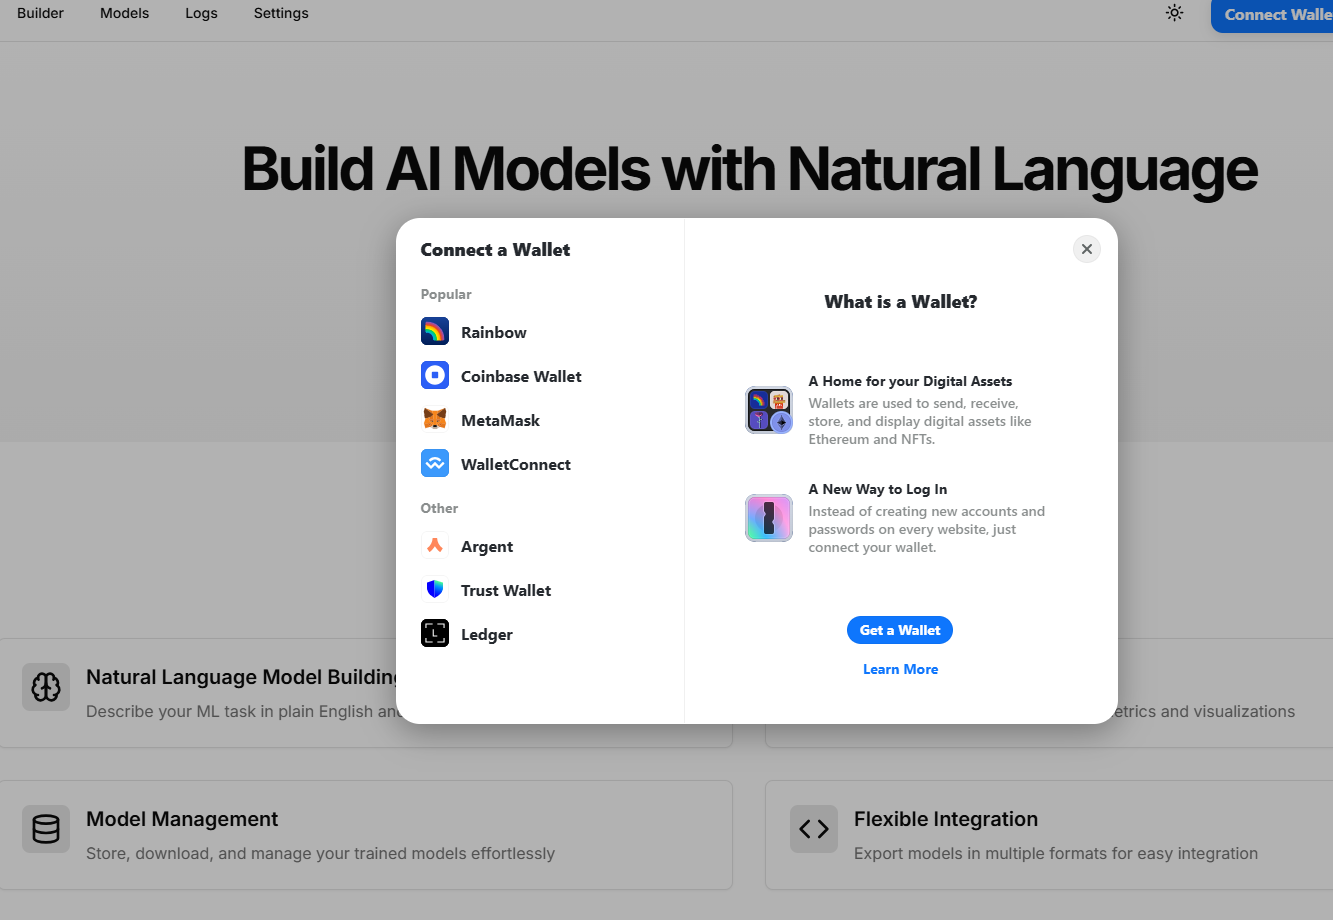 Builder Models Logs Settings Connect Walle
Build AI Models with Natural Language
Connect a Wallet
Popular
Rainbow
Coinbase Wallet
MetaMask
WalletConnect
Other
Argent
Trust Wallet
Ledger
What is a Wallet?
A Home for your Digital Assets
Wallets are used to send, receive,
store, and display digital assets like
Ethereum and NFTs.
A New Way to Log In
Instead of creating new accounts and
passwords on every website, just
connect your wallet.
Get a Wallet
Learn More
Natural Language Model Building
Describe your ML task in plain English and
etrics and visualizations
Model Management
Store, download, and manage your trained models effortlessly
Flexible Integration
Export models in multiple formats for easy integration